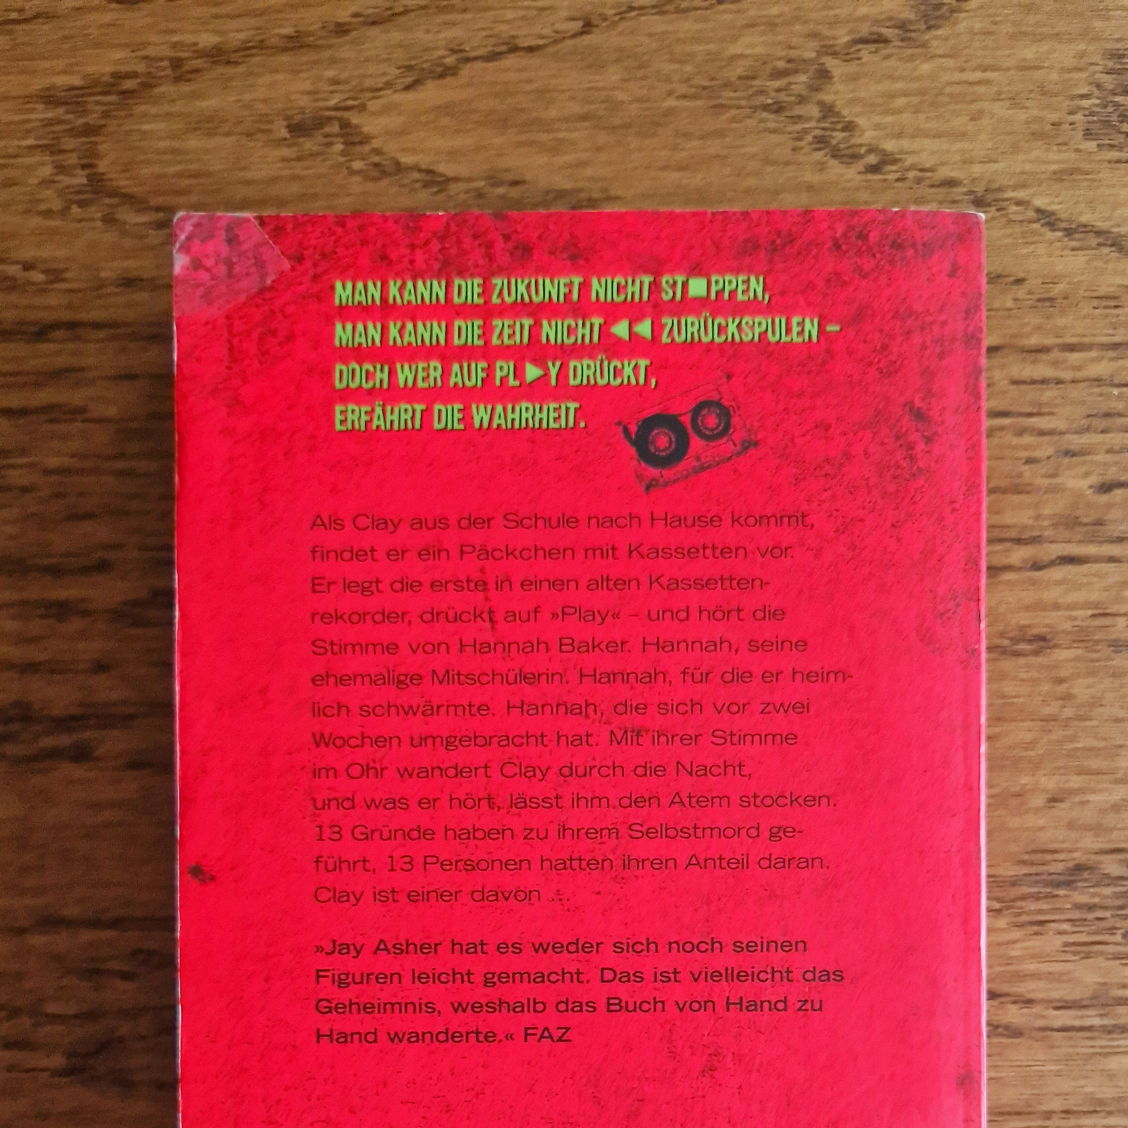 MAN KANN DIE ZUKUNFT NICHT ST■PPEN,
MAN KANN DIE ZEIT NICHT ◀◀ ZURÜCKSPULEN –
DOCH WER AUF PL▶Y DRÜCKT,
ERFÄHRT DIE WAHRHEIT.
Als Clay aus der Schule nach Hause kommt,
findet er ein Päckchen mit Kassetten vor.
Er legt die erste in einen alten Kassetten-
rekorder, drückt auf »Play« – und hört die
Stimme von Hannah Baker. Hannah, seine
ehemalige Mitschülerin. Hannah, für die er heim-
lich schwärmte. Hannah, die sich vor zwei
Wochen umgebracht hat. Mit ihrer Stimme
im Ohr wandert Clay durch die Nacht,
und was er hört, lässt ihm den Atem stocken.
13 Gründe haben zu ihrem Selbstmord ge-
führt, 13 Personen hatten ihren Anteil daran.
Clay ist einer davon ...
»Jay Asher hat es weder sich noch seinen
Figuren leicht gemacht. Das ist vielleicht das
Geheimnis, weshalb das Buch von Hand zu
Hand wanderte.« FAZ